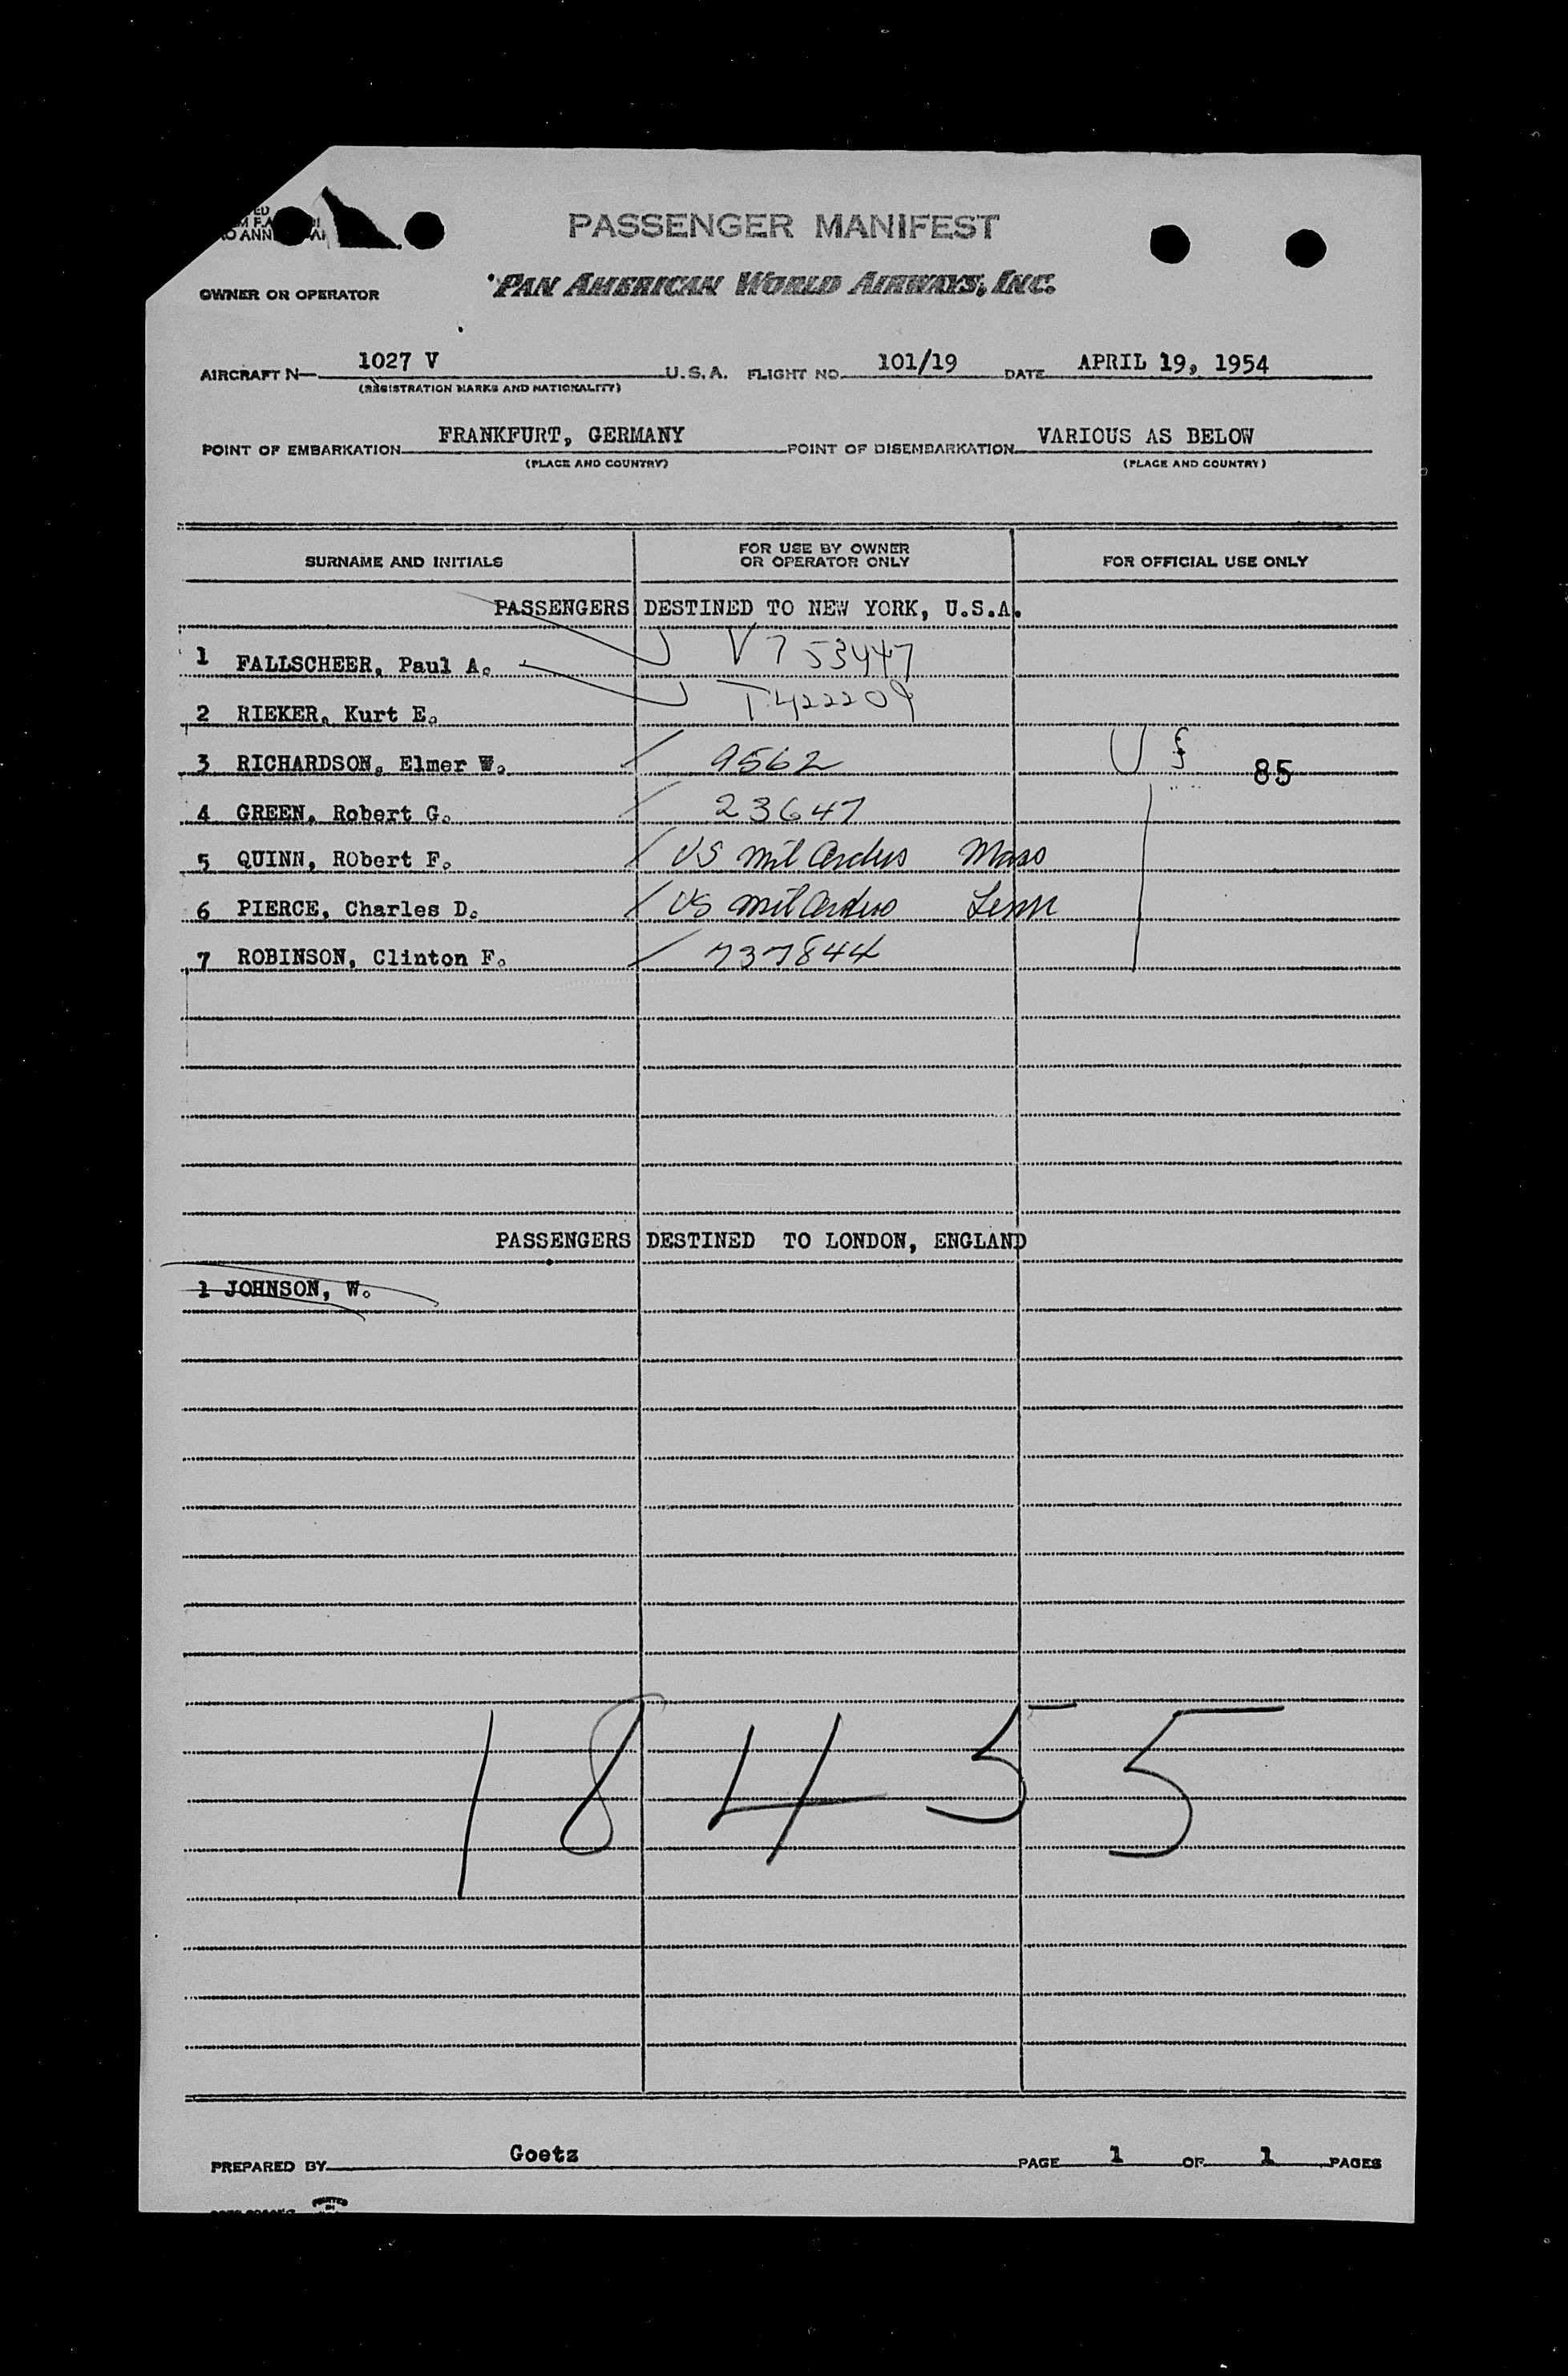 PASSENGER MANIFEST
OWNER OR OPERATOR PAN AMERICAN WORLD AIRWAYS, INC.
AIRCRAFT N— 1027 V U.S.A. FLIGHT NO. 101/19 DATE APRIL 19, 1954
(REGISTRATION MARKS AND NATIONALITY)
POINT OF EMBARKATION FRANKFURT, GERMANY POINT OF DISEMBARKATION VARIOUS AS BELOW
(PLACE AND COUNTRY) (PLACE AND COUNTRY)
SURNAME AND INITIALS FOR USE BY OWNER OR OPERATOR ONLY FOR OFFICIAL USE ONLY
PASSENGERS DESTINED TO NEW YORK, U.S.A.
1 FALLSCHEER, Paul A. V 753447
2 RIEKER, Kurt E. T422209
3 RICHARDSON, Elmer W. 9562 85
4 GREEN, Robert G. 23647
5 QUINN, RObert F. US mil Orders Mass
6 PIERCE, Charles D. US mil Orders
7 ROBINSON, Clinton F. 737844
PASSENGERS DESTINED TO LONDON, ENGLAND
1 JOHNSON, W.
18455
PREPARED BY Goetz PAGE 1 OF 1 PAGES